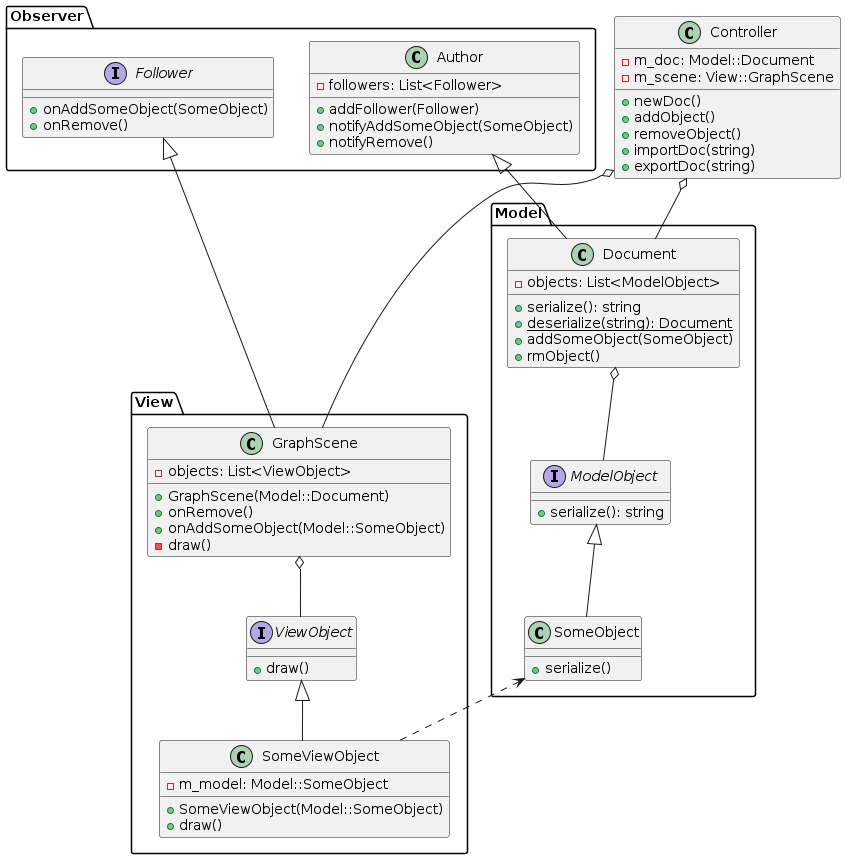 Observer
I Follower
onAddSomeObject(SomeObject)
onRemove()
C Author
followers: List<Follower>
addFollower(Follower)
notifyAddSomeObject(SomeObject)
notifyRemove()
C Controller
m_doc: Model::Document
m_scene: View::GraphScene
newDoc()
addObject()
removeObject()
importDoc(string)
exportDoc(string)
Model
C Document
objects: List<ModelObject>
serialize(): string
deserialize(string): Document
addSomeObject(SomeObject)
rmObject()
I ModelObject
serialize(): string
C SomeObject
serialize()
View
C GraphScene
objects: List<ViewObject>
GraphScene(Model::Document)
onRemove()
onAddSomeObject(Model::SomeObject)
draw()
I ViewObject
draw()
C SomeViewObject
m_model: Model::SomeObject
SomeViewObject(Model::SomeObject)
draw()